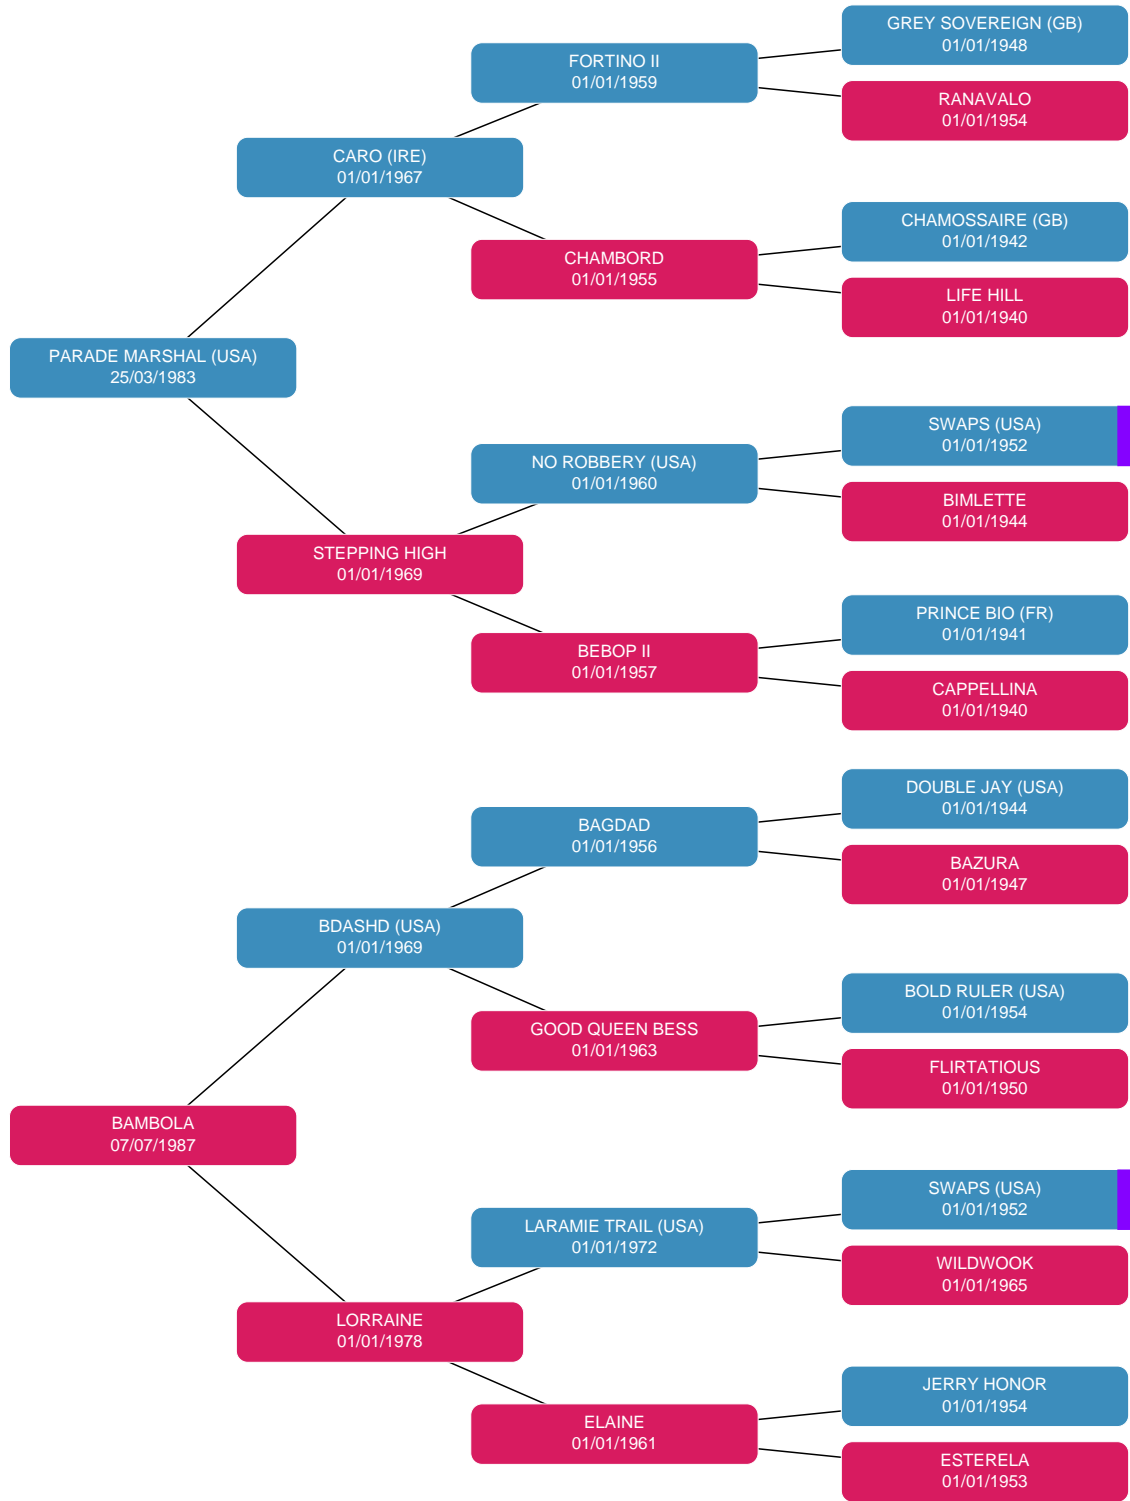 GREY SOVEREIGN (GB)
01/01/1948
FORTINO II
01/01/1959
RANAVALO
01/01/1954
CARO (IRE)
01/01/1967
CHAMOSSAIRE (GB)
01/01/1942
CHAMBORD
01/01/1955
LIFE HILL
01/01/1940
PARADE MARSHAL (USA)
25/03/1983
SWAPS (USA)
01/01/1952
NO ROBBERY (USA)
01/01/1960
BIMLETTE
01/01/1944
STEPPING HIGH
01/01/1969
PRINCE BIO (FR)
01/01/1941
BEBOP II
01/01/1957
CAPPELLINA
01/01/1940
DOUBLE JAY (USA)
01/01/1944
BAGDAD
01/01/1956
BAZURA
01/01/1947
BDASHD (USA)
01/01/1969
BOLD RULER (USA)
01/01/1954
GOOD QUEEN BESS
01/01/1963
FLIRTATIOUS
01/01/1950
BAMBOLA
07/07/1987
SWAPS (USA)
01/01/1952
LARAMIE TRAIL (USA)
01/01/1972
WILDWOOK
01/01/1965
LORRAINE
01/01/1978
JERRY HONOR
01/01/1954
ELAINE
01/01/1961
ESTERELA
01/01/1953